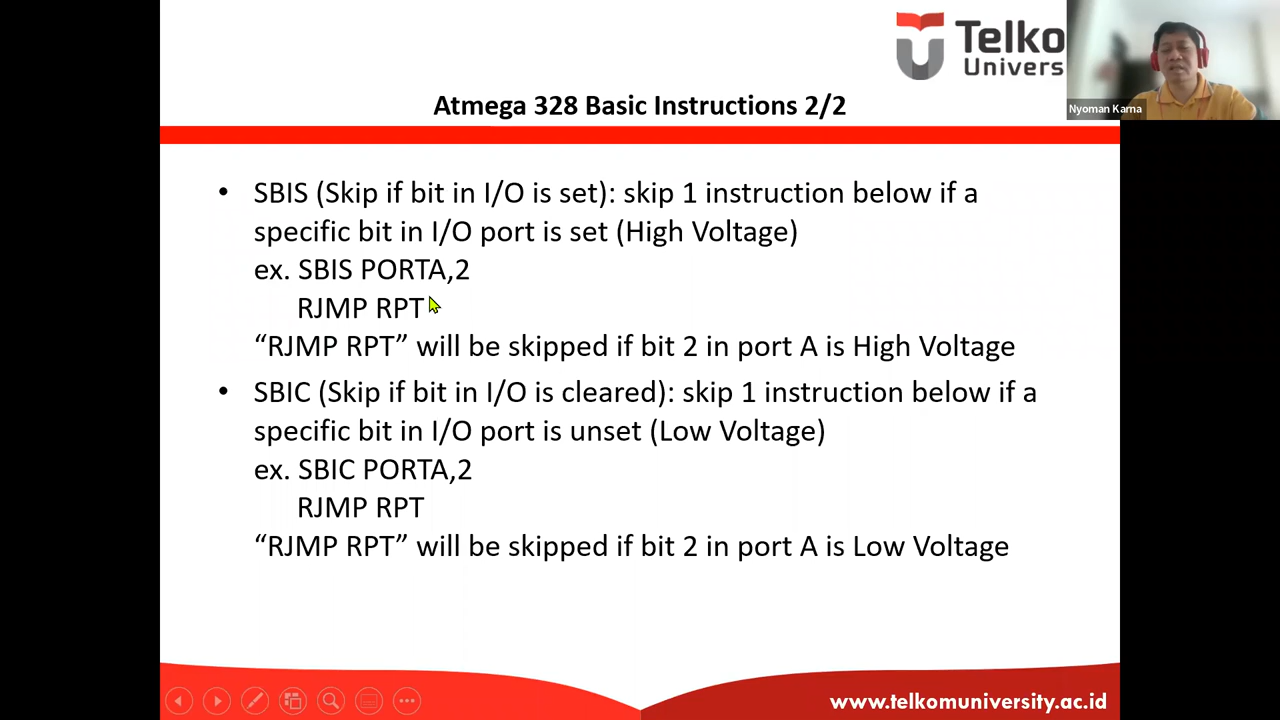 Telko
Univers
Nyoman Karna
Atmega 328 Basic Instructions 2/2
• SBIS (Skip if bit in I/O is set): skip 1 instruction below if a
specific bit in I/O port is set (High Voltage)
ex. SBIS PORTA,2
RJMP RPT
“RJMP RPT” will be skipped if bit 2 in port A is High Voltage
• SBIC (Skip if bit in I/O is cleared): skip 1 instruction below if a
specific bit in I/O port is unset (Low Voltage)
ex. SBIC PORTA,2
RJMP RPT
“RJMP RPT” will be skipped if bit 2 in port A is Low Voltage
www.telkomuniversity.ac.id